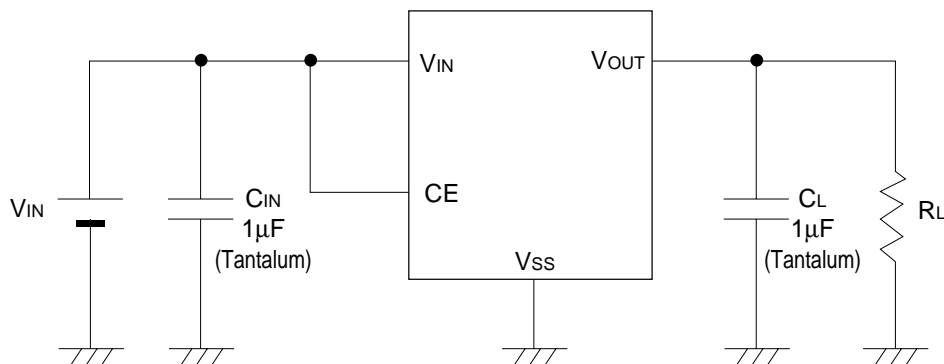 VIN
VOUT
CE
VIN
CIN
1μF
(Tantalum)
CL
1μF
(Tantalum)
RL
VSS